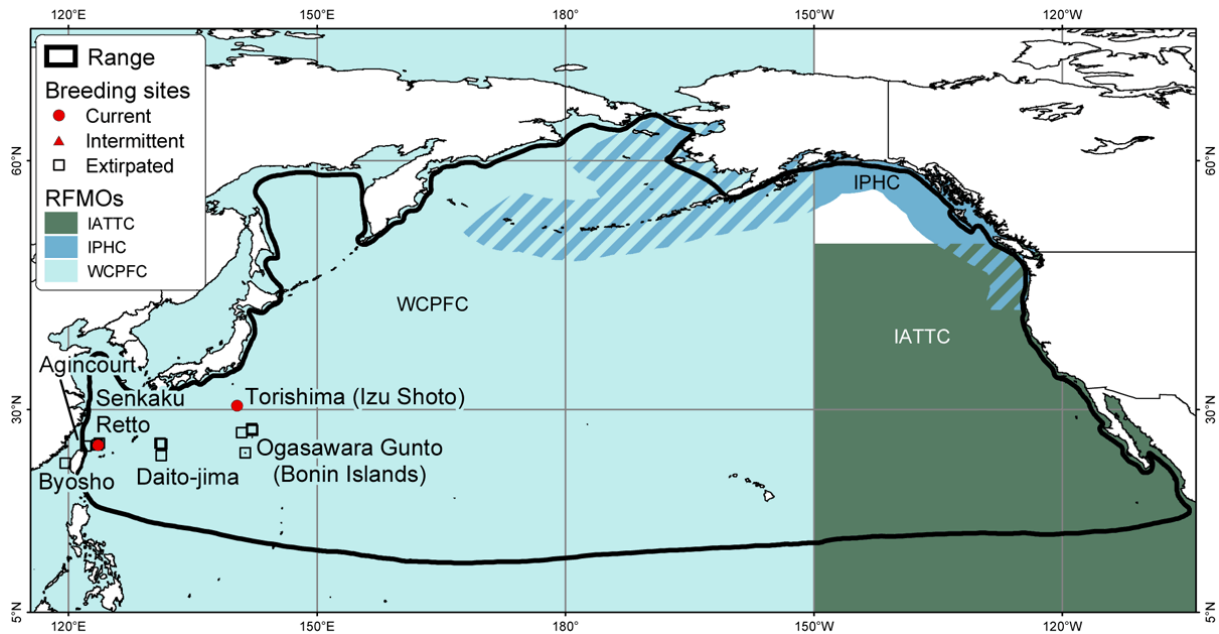 120°E 150°E 180° 150°W 120°W
Range
Breeding sites
Current
Intermittent
Extirpated
RFMOs
IATTC
IPHC
WCPFC
60°N
60°N
IPHC
WCPFC
IATTC
Agincourt
Senkaku
Retto
Torishima (Izu Shoto)
30°N
30°N
Ogasawara Gunto
(Bonin Islands)
Daito-jima
Byosho
5°N
5°N
120°E 150°E 180° 150°W 120°W